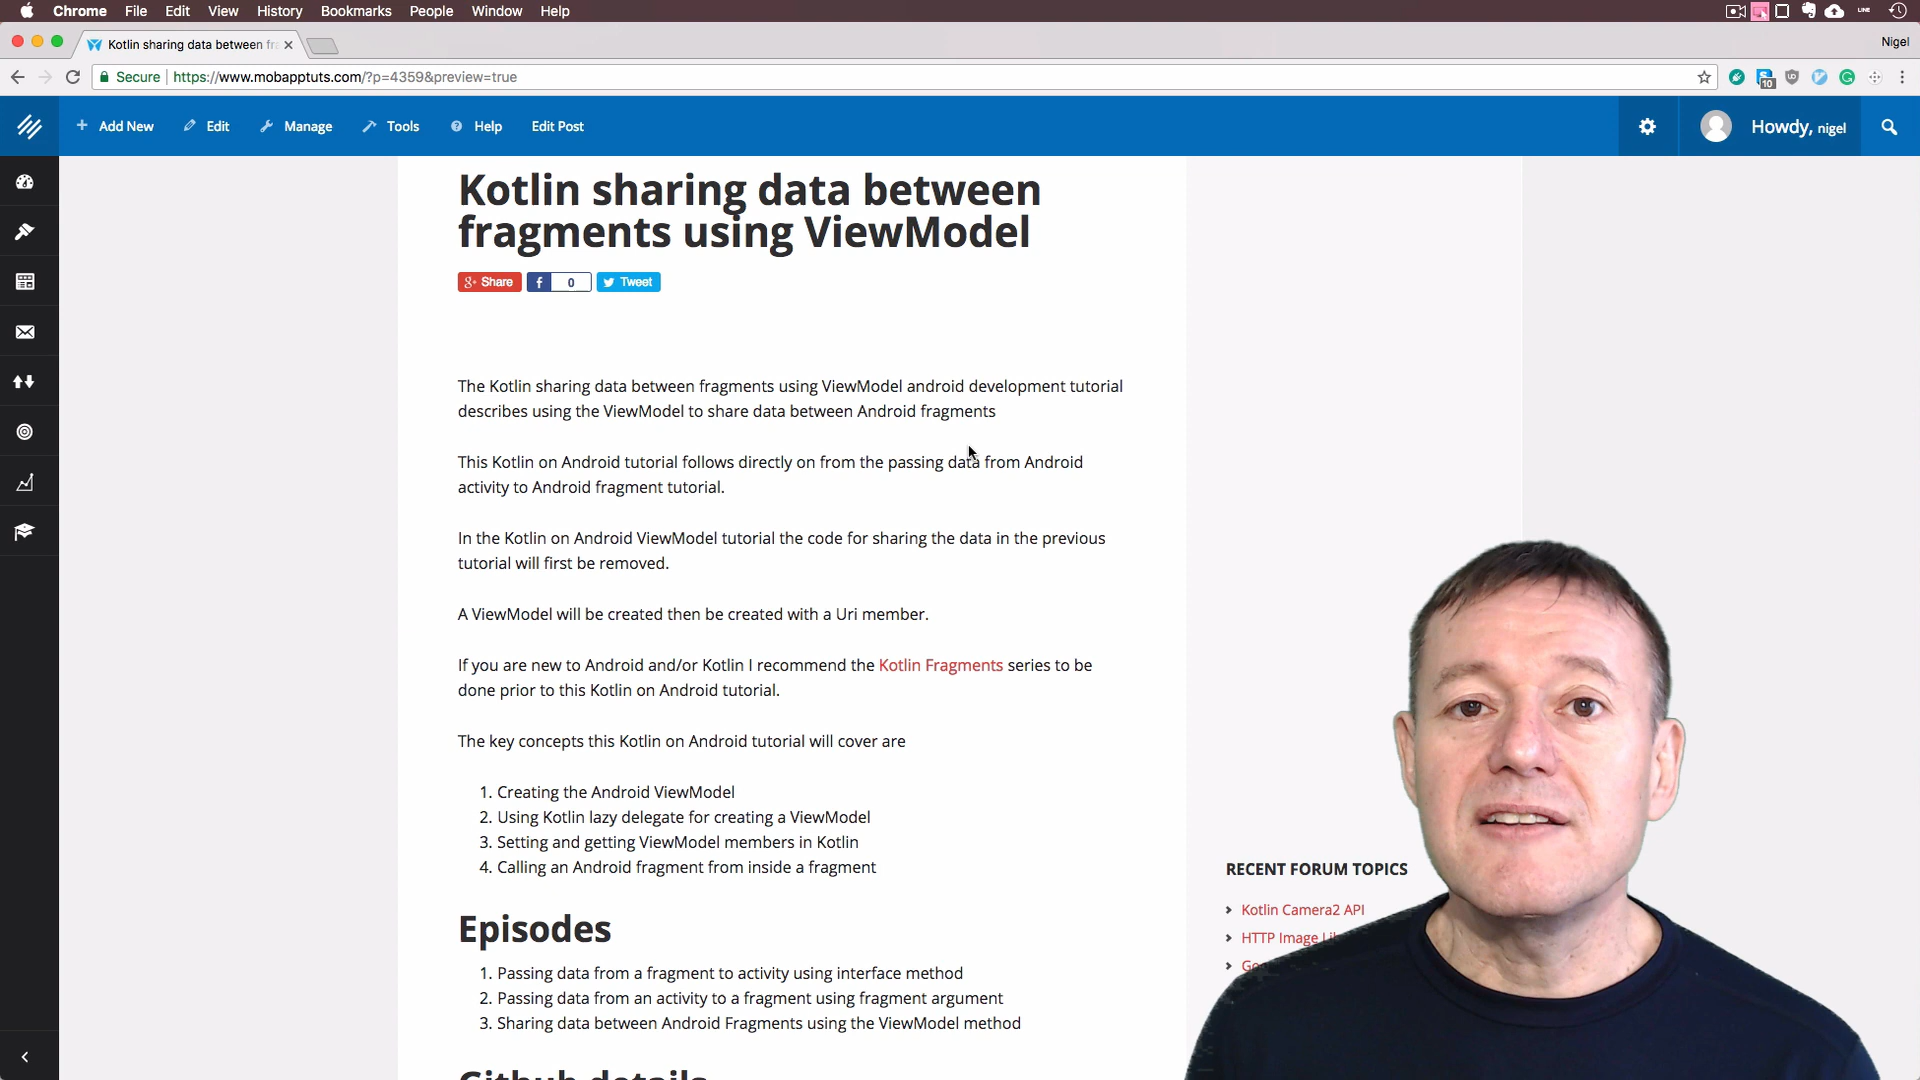 Chrome File Edit View History Bookmarks People Window Help
LINE
Kotlin sharing data between fr
Nigel
Secure https://www.mobapptuts.com/?p=4359&preview=true
10
Add New Edit Manage Tools Help Edit Post
Howdy, nigel
Kotlin sharing data between
fragments using ViewModel
Share 0 Tweet
The Kotlin sharing data between fragments using ViewModel android development tutorial
describes using the ViewModel to share data between Android fragments
This Kotlin on Android tutorial follows directly on from the passing data from Android
activity to Android fragment tutorial.
In the Kotlin on Android ViewModel tutorial the code for sharing the data in the previous
tutorial will first be removed.
A ViewModel will be created then be created with a Uri member.
If you are new to Android and/or Kotlin I recommend the Kotlin Fragments series to be
done prior to this Kotlin on Android tutorial.
The key concepts this Kotlin on Android tutorial will cover are
1. Creating the Android ViewModel
2. Using Kotlin lazy delegate for creating a ViewModel
3. Setting and getting ViewModel members in Kotlin
4. Calling an Android fragment from inside a fragment
Episodes
1. Passing data from a fragment to activity using interface method
2. Passing data from an activity to a fragment using fragment argument
3. Sharing data between Android Fragments using the ViewModel method
Github details
RECENT FORUM TOPICS
Kotlin Camera2 API
HTTP Image